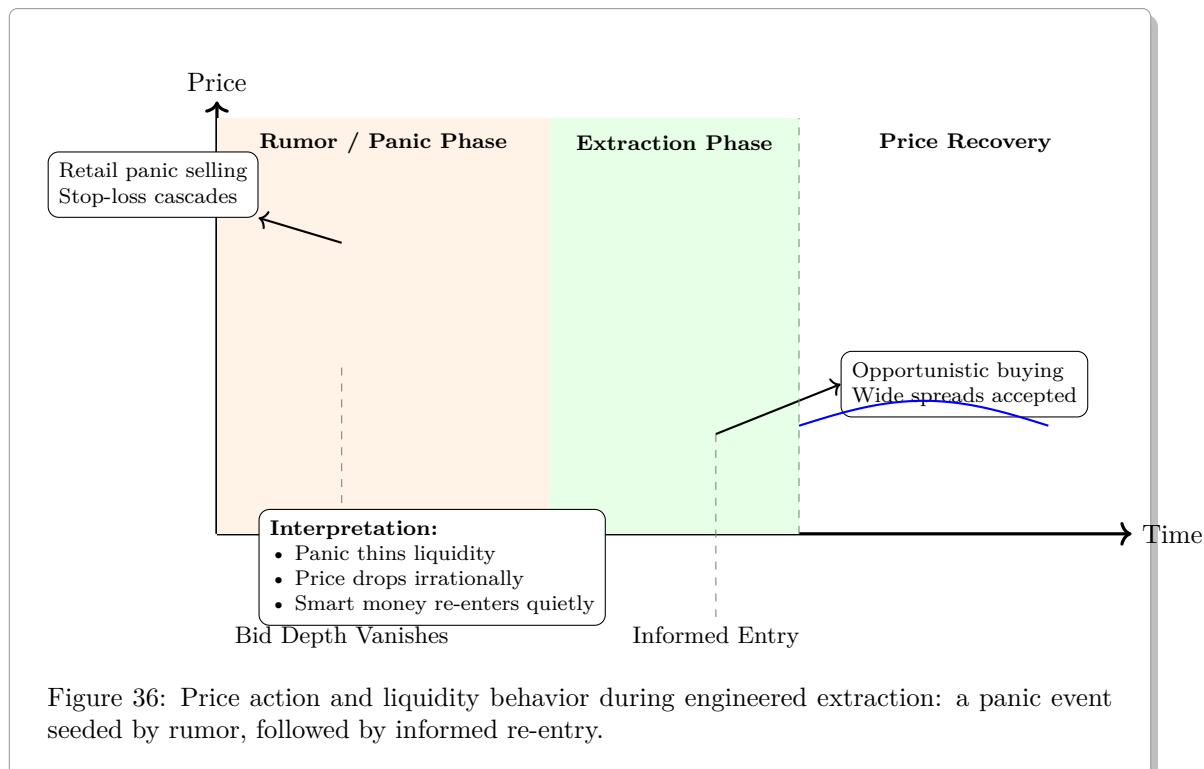 Price
Rumor / Panic Phase
Extraction Phase
Price Recovery
Retail panic selling
Stop-loss cascades
Opportunistic buying
Wide spreads accepted
Time
Interpretation:
• Panic thins liquidity
• Price drops irrationally
• Smart money re-enters quietly
Bid Depth Vanishes
Informed Entry
Figure 36: Price action and liquidity behavior during engineered extraction: a panic event
seeded by rumor, followed by informed re-entry.